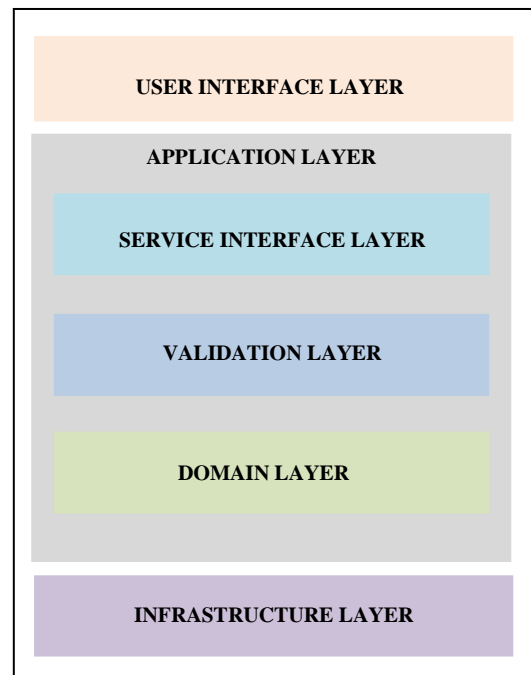 USER INTERFACE LAYER
APPLICATION LAYER
SERVICE INTERFACE LAYER
VALIDATION LAYER
DOMAIN LAYER
INFRASTRUCTURE LAYER